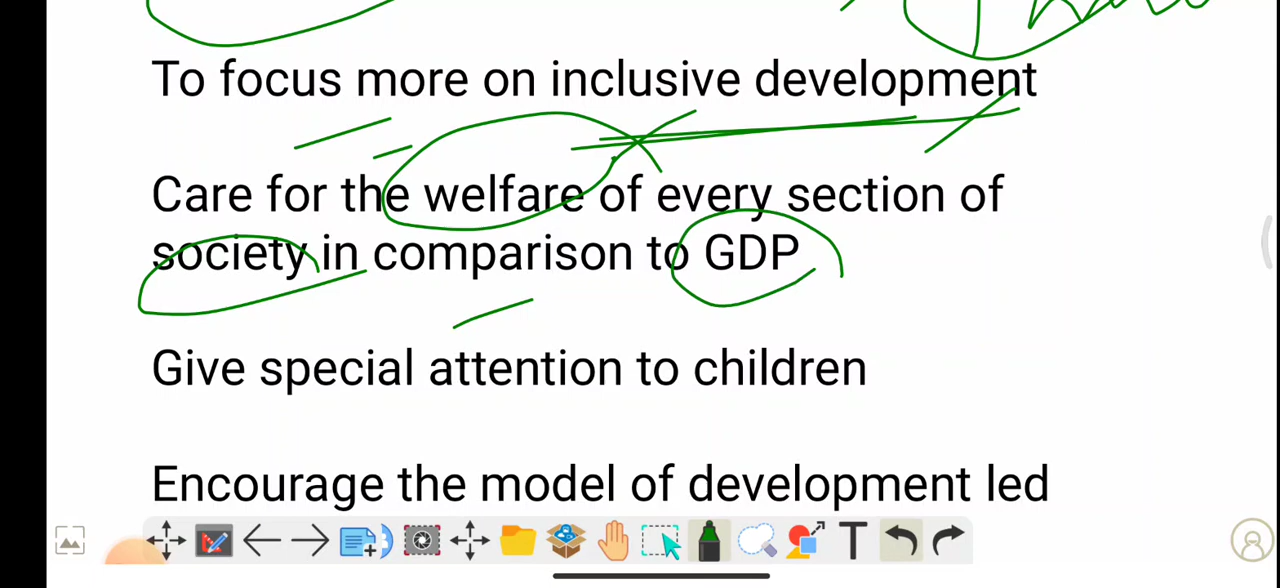 To focus more on inclusive development
Care for the welfare of every section of
society in comparison to GDP
Give special attention to children
Encourage the model of development led
T